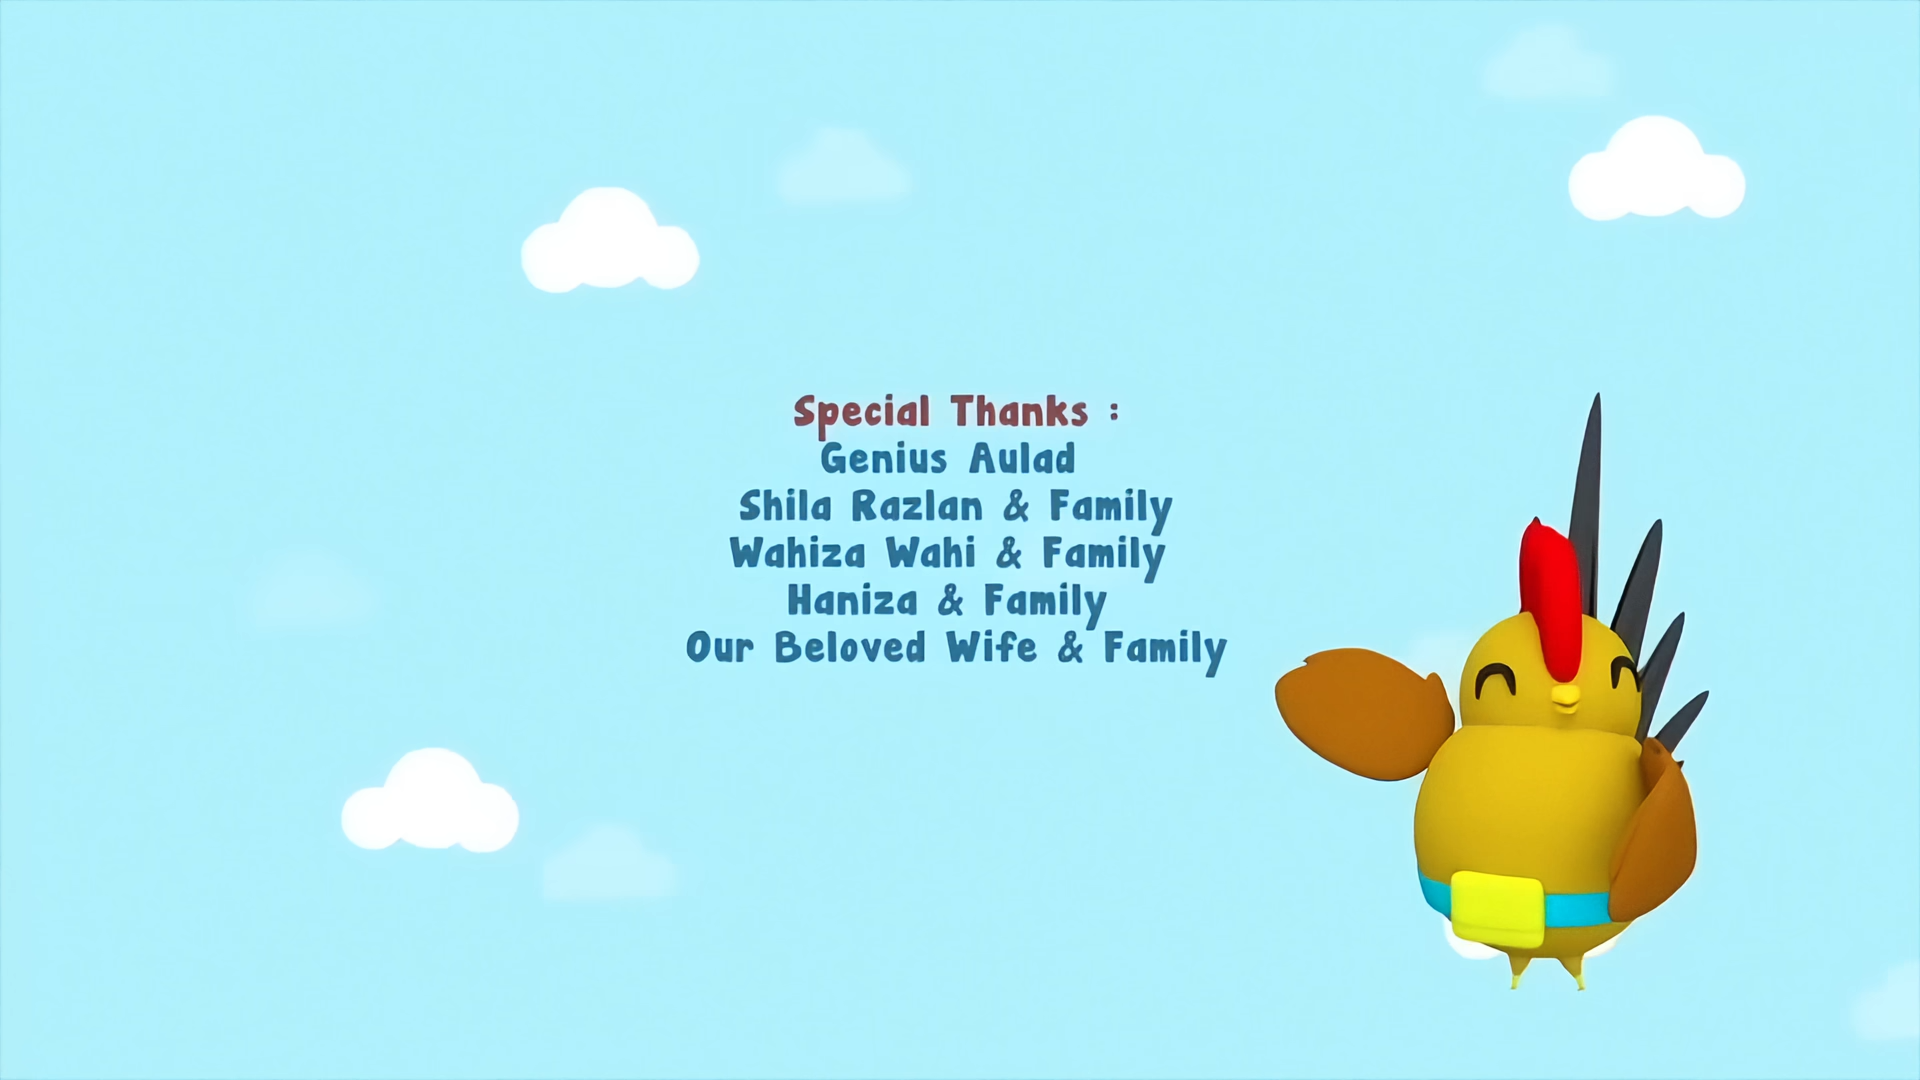 Special Thanks :
Genius Aulad
Shila Razlan & Family
Wahiza Wahi & Family
Haniza & Family
Our Beloved Wife & Family